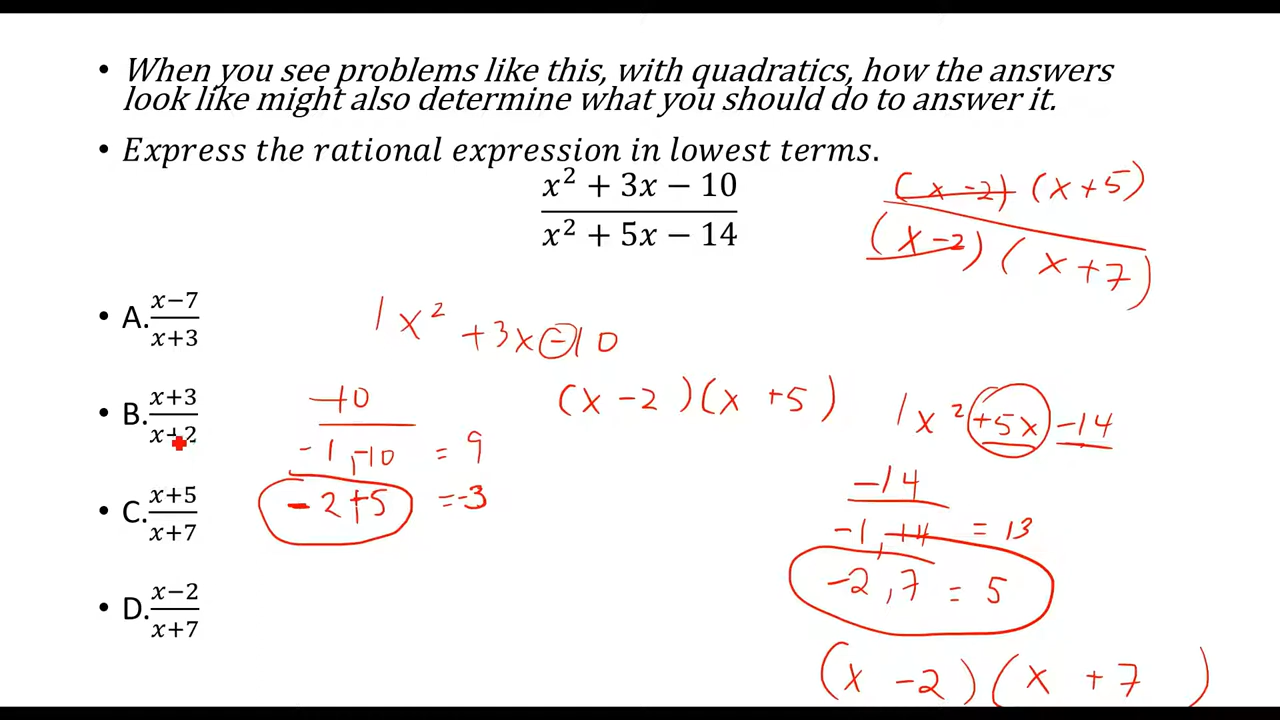 • When you see problems like this, with quadratics, how the answers
look like might also determine what you should do to answer it.
• Express the rational expression in lowest terms.
x² + 3x − 10
x² + 5x − 14
(x-2) (x+5)
(x-2) (x+7)
• A. x−7
x+3
1x² +3x-10
• B. x+3
x+2
-10
(x-2)(x+5)
-1, -10 = 9
-2+5 =-3
1x² +5x -14
• C. x+5
x+7
-14
-1, +14 = 13
-2, 7 = 5
• D. x−2
x+7
(x -2)(x +7)